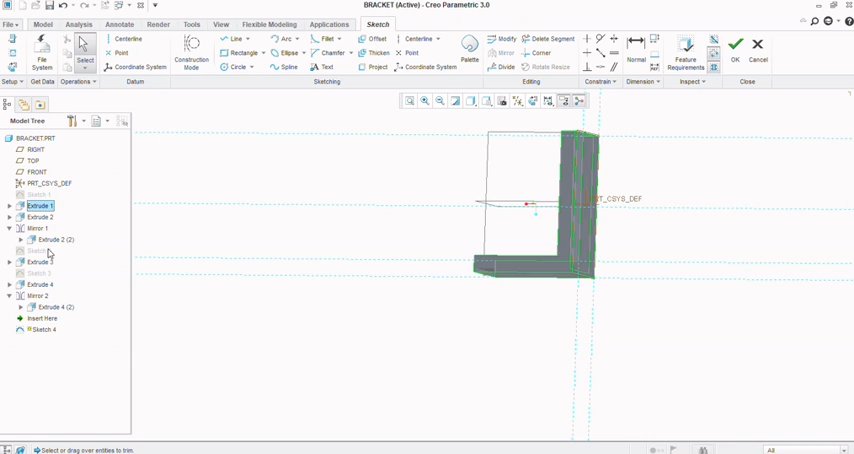 BRACKET (Active) - Creo Parametric 3.0
File Model Analysis Annotate Render Tools View Flexible Modeling Applications Sketch
File System
Select
Coordinate System
Point
Construction Mode
Line Arc Fillet Offset Centerline
Rectangle Ellipse Chamfer Thicken Point
Circle Spline Text Project Coordinate System
Palette
Modify Delete Segment
Mirror Corner
Divide Rotate Resize
Normal
Feature Requirements
OK Cancel
Setup Get Data Operations Datum Sketching Editing Constrain Dimension Inspect Close
Model Tree
BRACKET.PRT
RIGHT
TOP
FRONT
PRT_CSYS_DEF
Sketch 1
Extrude 1
Extrude 2
Mirror 1
Extrude 2 (2)
Extrude 3
Sketch 3
Extrude 4
Mirror 2
Extrude 4 (2)
Insert Here
Sketch 4
Select or drag over entities to trim.
All